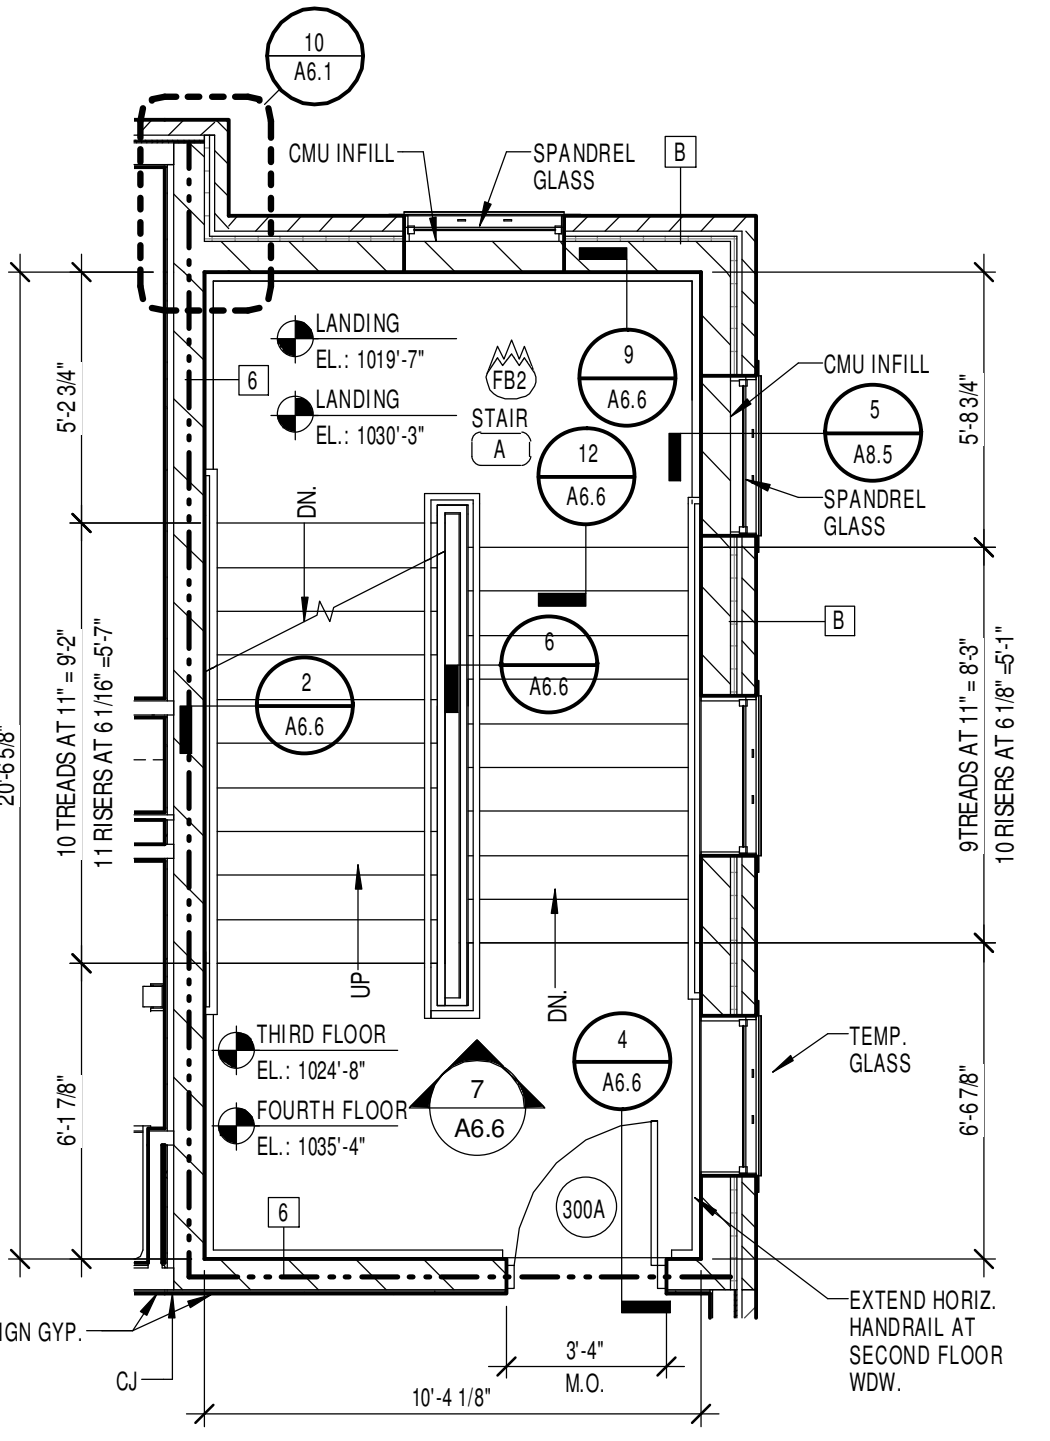 10
A6.1
CMU INFILL
SPANDREL
GLASS
B
LANDING
EL.: 1019'-7"
LANDING
EL.: 1030'-3"
6
FB2
STAIR
A
9
A6.6
12
A6.6
CMU INFILL
5
A8.5
SPANDREL
GLASS
5'-2 3/4"
5'-8 3/4"
DN.
B
2
A6.6
6
A6.6
20'-6 5/8"
10 TREADS AT 11" = 9'-2"
11 RISERS AT 6 1/16" =5'-7"
9TREADS AT 11" = 8'-3"
10 RISERS AT 6 1/8" =5'-1"
UP
DN.
THIRD FLOOR
EL.: 1024'-8"
FOURTH FLOOR
EL.: 1035'-4"
7
A6.6
4
A6.6
TEMP.
GLASS
6'-1 7/8"
6'-6 7/8"
300A
6
IGN GYP.
CJ
3'-4"
M.O.
10'-4 1/8"
EXTEND HORIZ.
HANDRAIL AT
SECOND FLOOR
WDW.